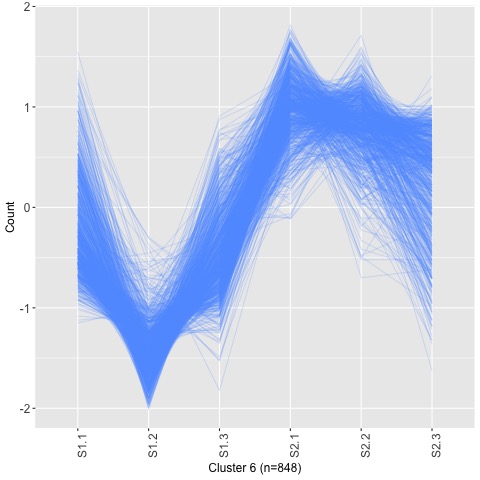 2
1
0
-1
-2
Count
S1.1
S1.2
S1.3
S2.1
S2.2
S2.3
Cluster 6 (n=848)